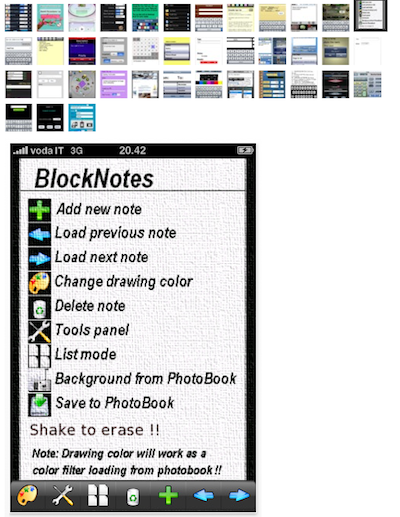 voda IT 3G 20.42
BlockNotes
Add new note
Load previous note
Load next note
Change drawing color
Delete note
Tools panel
List mode
Background from PhotoBook
Save to PhotoBook
Shake to erase !!
Note: Drawing color will work as a
color filter loading from photobook !!